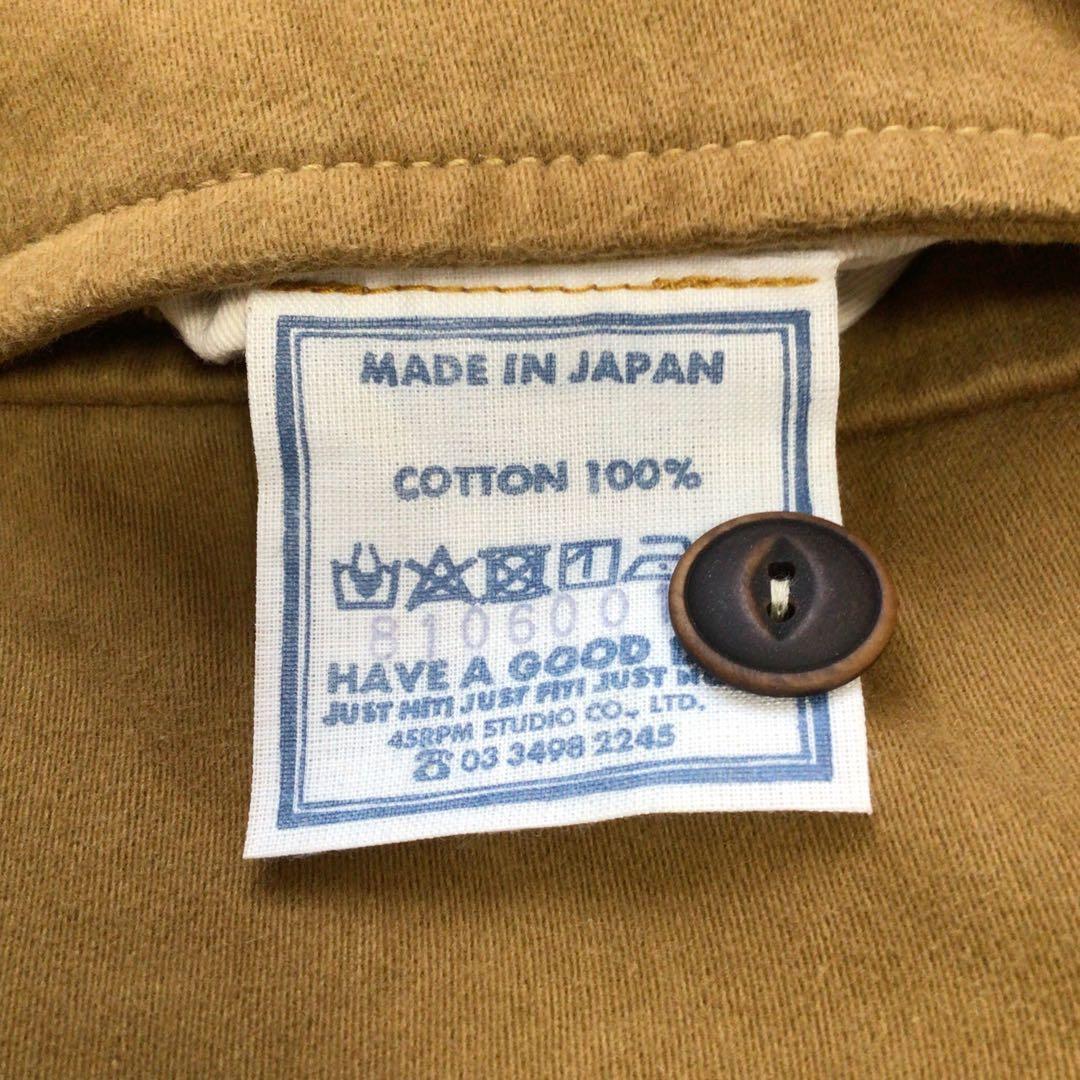 MADE IN JAPAN
COTTON 100%
1
810600
HAVE A GOOD
JUST HIT! JUST FIT! JUST
45RPM STUDIO CO., LTD.
☎ 03 3498 2245